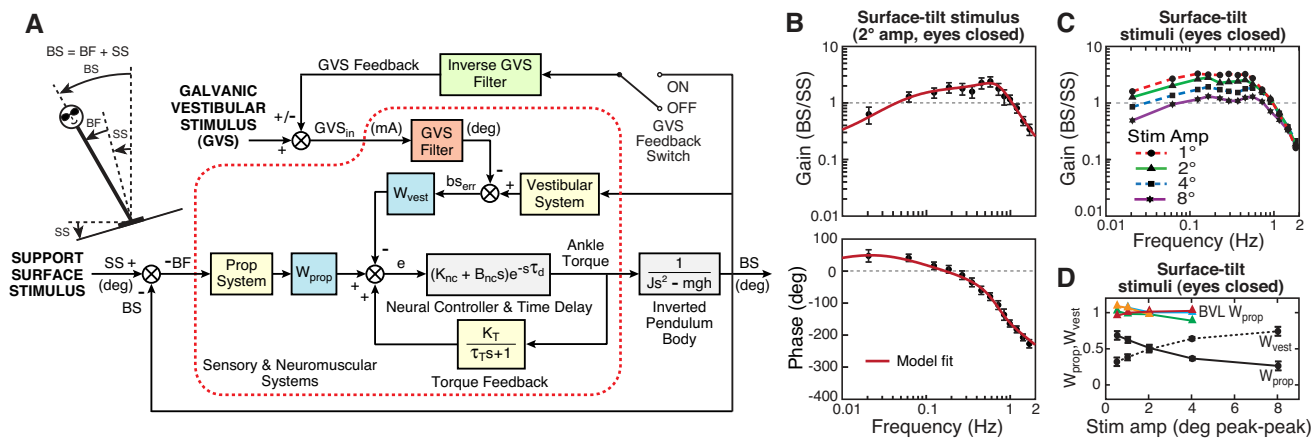 A
BS = BF + SS
BS
BF
SS
SS
GVS Feedback
Inverse GVS
Filter
ON
OFF
GVS
Feedback
Switch
GALVANIC
VESTIBULAR
STIMULUS
(GVS)
+/-
+
GVSin
(mA)
GVS
Filter
(deg)
-
+
Wvest
bserr
Vestibular
System
SUPPORT
SURFACE
STIMULUS
SS +
(deg)
-
BS
-BF
Prop
System
Wprop
-
+
+
e
(Knc + Bncs)e-sτd
Neural Controller & Time Delay
Ankle
Torque
1
Js² - mgh
Inverted
Pendulum
Body
BS
(deg)
KT
τTs+1
Torque Feedback
Sensory & Neuromuscular
Systems
B
Surface-tilt stimulus
(2° amp, eyes closed)
Gain (BS/SS)
10
1
0.1
0.01
Phase (deg)
100
0
-100
-200
-300
-400
Model fit
0.01
0.1
1
2
Frequency (Hz)
C
Surface-tilt
stimuli (eyes closed)
Gain (BS/SS)
10
1
0.1
0.01
Stim Amp
1°
2°
4°
8°
0.01
0.1
1
2
Frequency (Hz)
D
Surface-tilt
stimuli (eyes closed)
Wprop,Wvest
1
0.5
0
BVL Wprop
Wvest
Wprop
0
2
4
6
8
Stim amp (deg peak-peak)